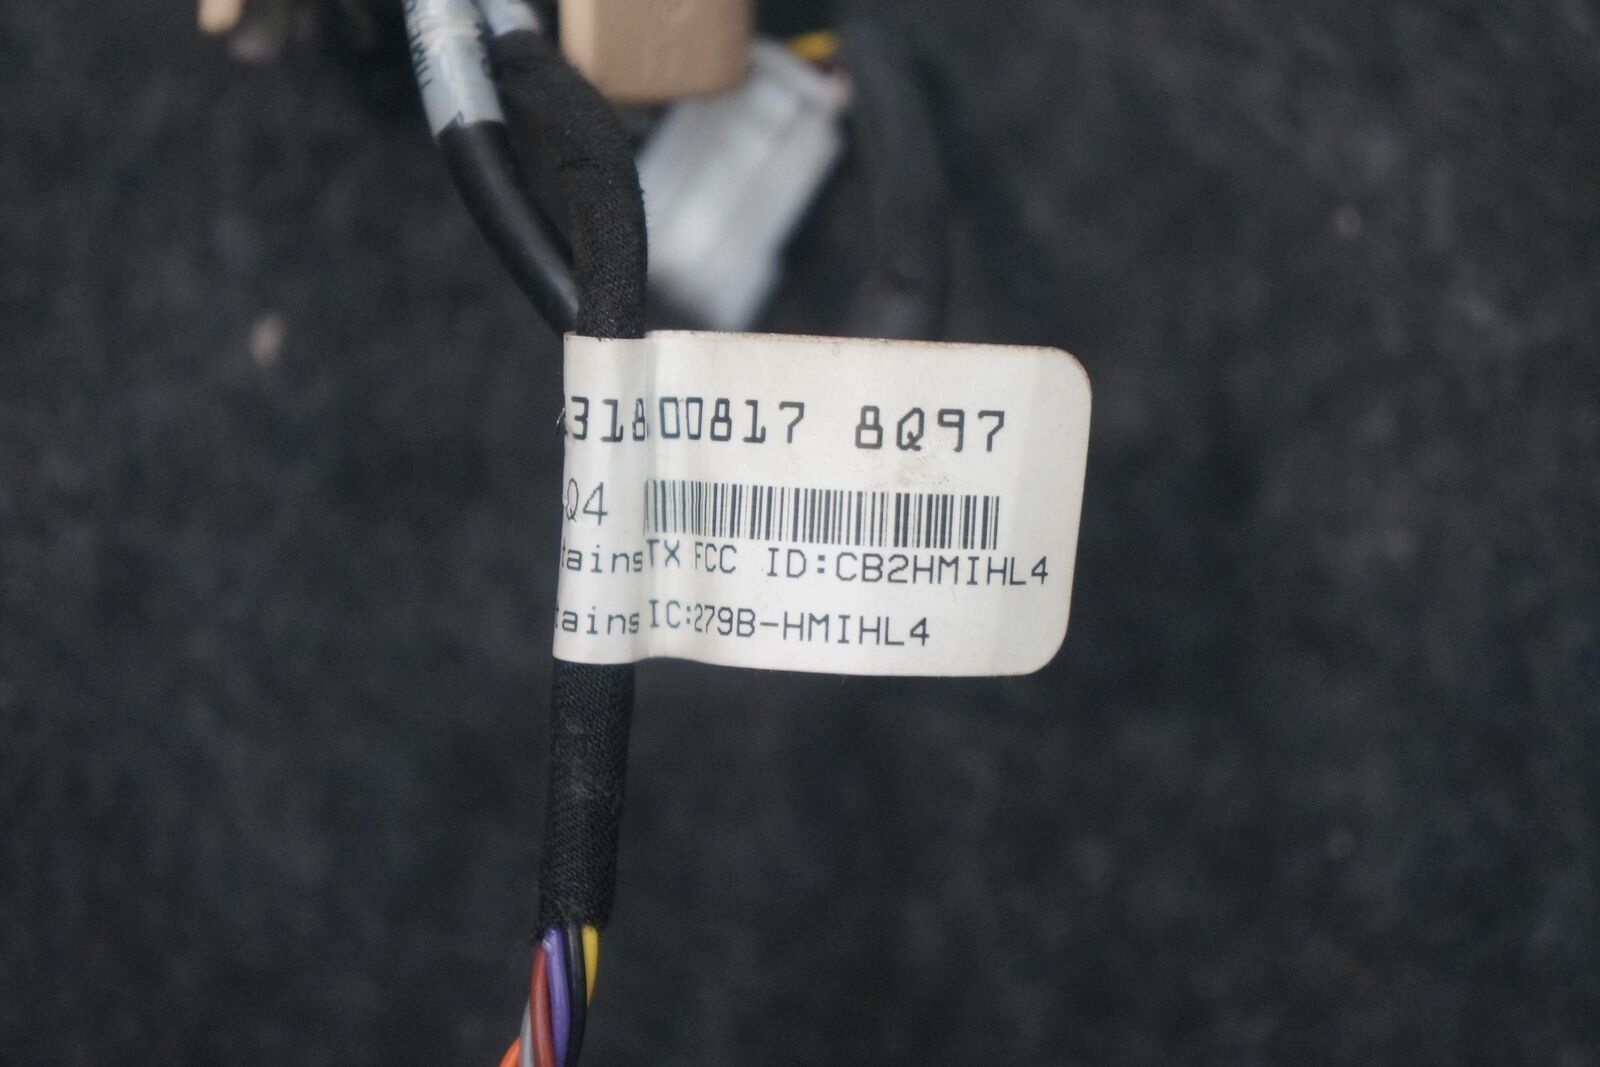 31800817 8Q97
Q4
tains TX FCC ID:CB2HMIHL4
tains IC:279B-HMIHL4